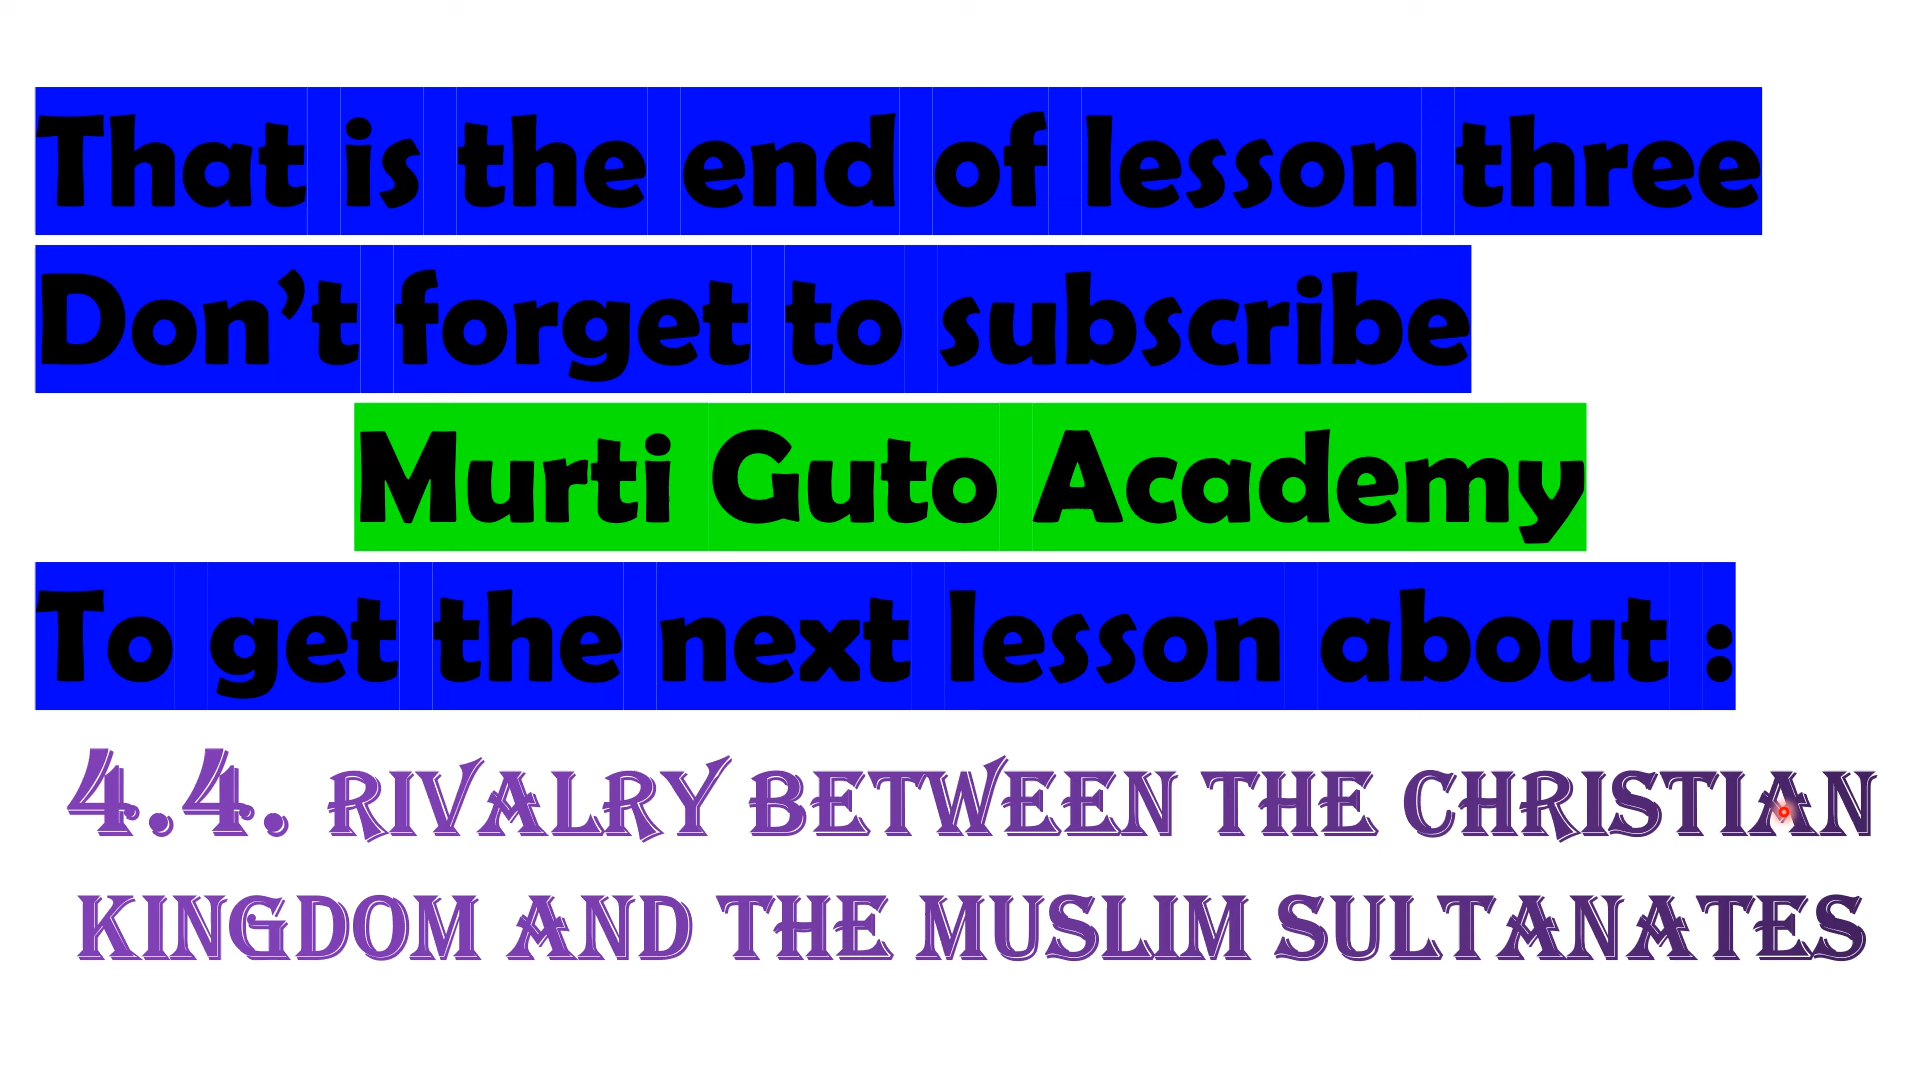 That is the end of lesson three
Don’t forget to subscribe
Murti Guto Academy
To get the next lesson about :
4.4. RIVALRY BETWEEN THE CHRISTIAN
KINGDOM AND THE MUSLIM SULTANATES